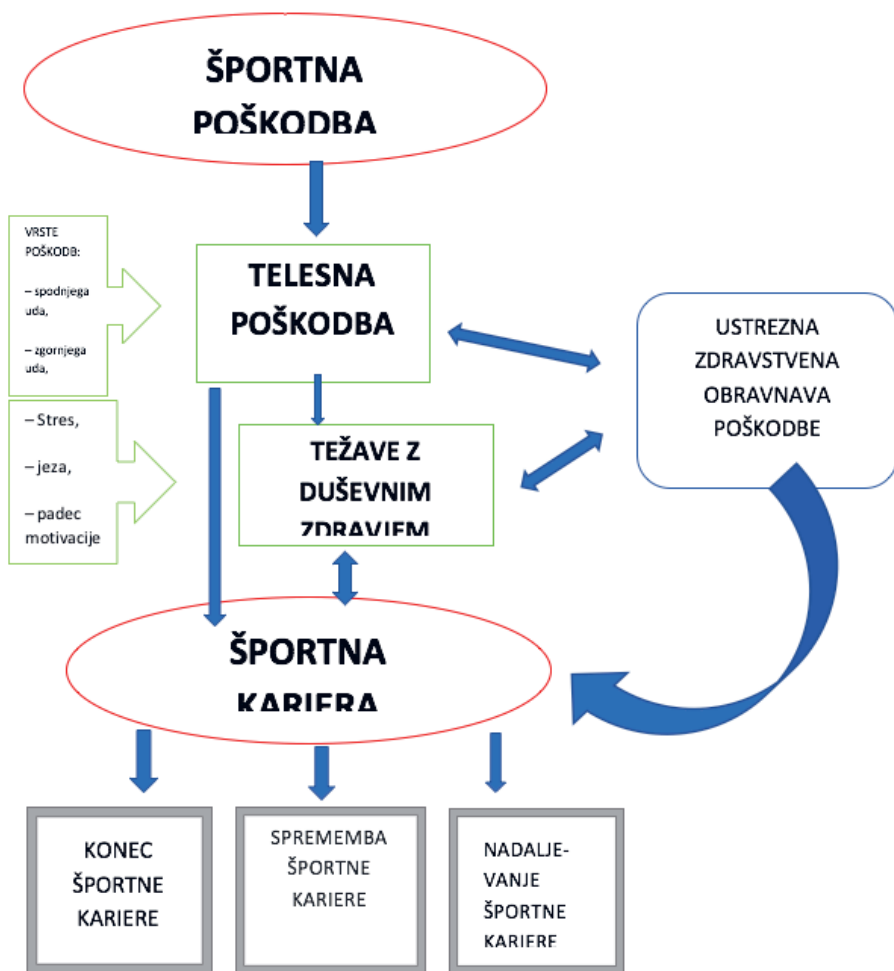 ŠPORTNA
POŠKODBA
VRSTE
POŠKODB:
– spodnjega
uda,
– zgornjega
uda,
TELESNA
POŠKODBA
USTREZNA
ZDRAVSTVENA
OBRAVNAVA
POŠKODBE
– Stres,
– jeza,
– padec
motivacije
TEŽAVE Z
DUŠEVNIM
ZDRAVJEM
ŠPORTNA
KARIERA
KONEC
ŠPORTNE
KARIERE
SPREMEMBA
ŠPORTNE
KARIERE
NADALJE-
VANJE
ŠPORTNE
KARIERE